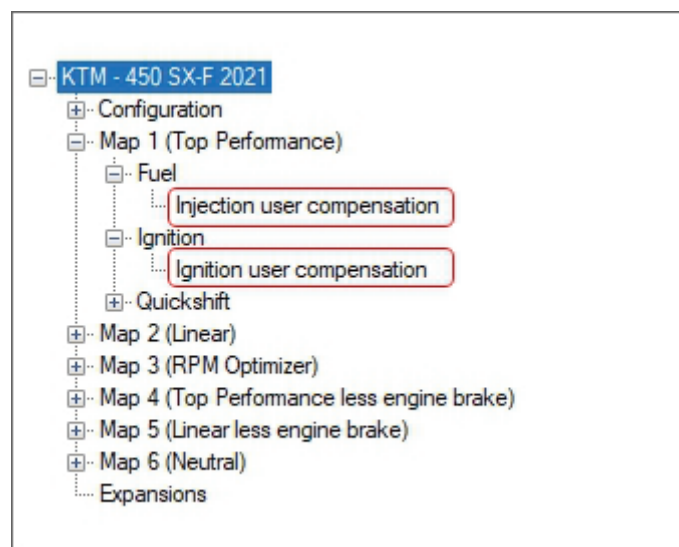 KTM - 450 SX-F 2021
Configuration
Map 1 (Top Performance)
Fuel
Injection user compensation
Ignition
Ignition user compensation
Quickshift
Map 2 (Linear)
Map 3 (RPM Optimizer)
Map 4 (Top Performance less engine brake)
Map 5 (Linear less engine brake)
Map 6 (Neutral)
Expansions